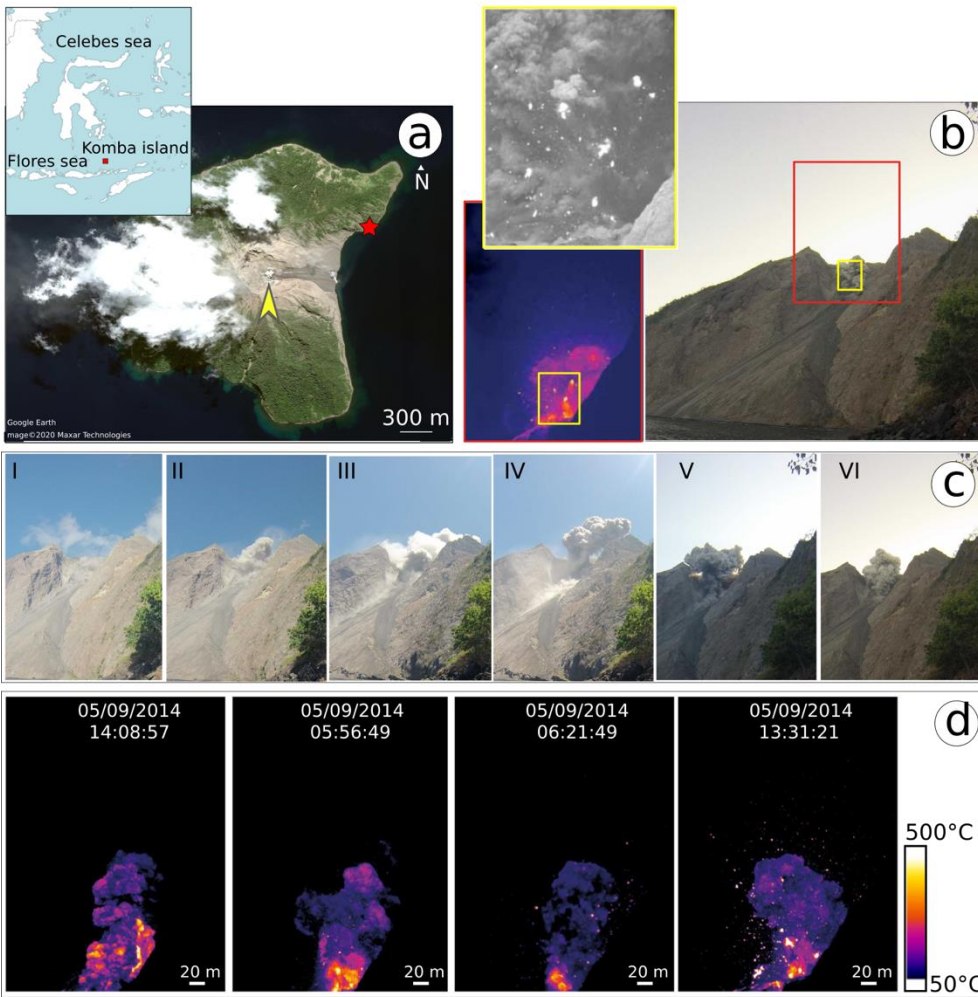 Celebes sea
Komba island
Flores sea
a
N
Google Earth
mage©2020 Maxar Technologies
300 m
b
I
II
III
IV
V
VI
c
05/09/2014
14:08:57
05/09/2014
05:56:49
05/09/2014
06:21:49
05/09/2014
13:31:21
d
20 m
20 m
20 m
20 m
500°C
50°C